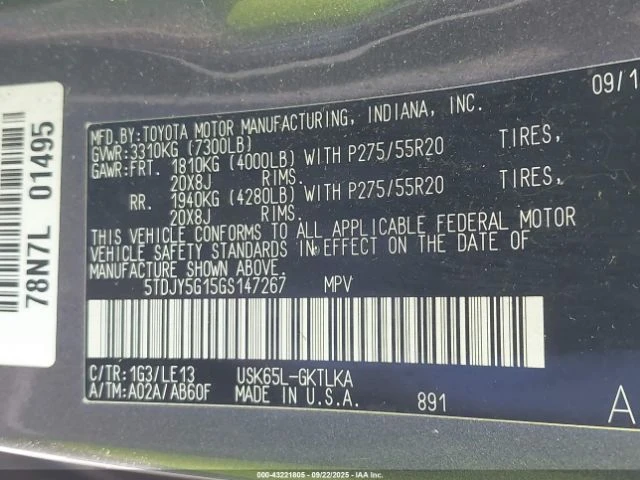 09/1
MFD.BY:TOYOTA MOTOR MANUFACTURING, INDIANA, INC.
GVWR:3310KG (7300LB)
GAWR:FRT. 1810KG (4000LB) WITH P275/55R20 TIRES,
20X8J RIMS.
RR. 1940KG (4280LB) WITH P275/55R20 TIRES,
20X8J RIMS.
THIS VEHICLE CONFORMS TO ALL APPLICABLE FEDERAL MOTOR
VEHICLE SAFETY STANDARDS IN EFFECT ON THE DATE OF
MANUFACTURE SHOWN ABOVE.
5TDJY5G15GS147267 MPV
C/TR:1G3/LE13 USK65L-GKTLKA
A/TM:A02A/AB60F MADE IN U.S.A. 891 A
78N7L 01495
000-43221805 - 09/22/2025 - IAA Holdings, LLC.